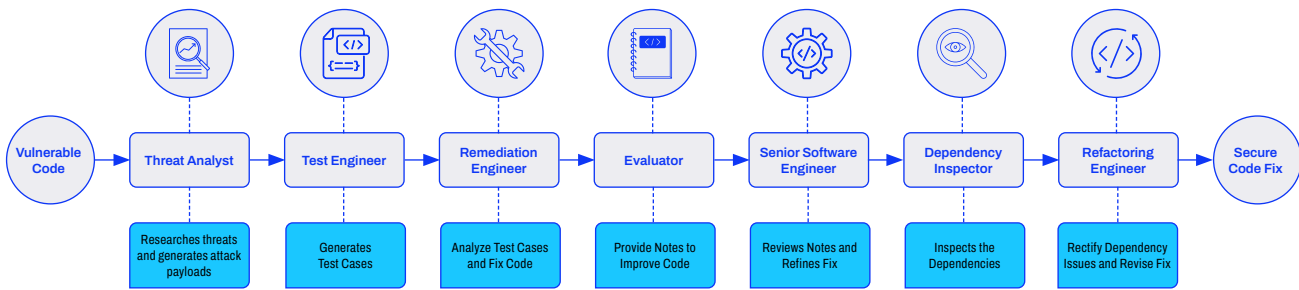 </>
{==}
</>
</>
</>
Vulnerable
Code
Threat Analyst
Test Engineer
Remediation
Engineer
Evaluator
Senior Software
Engineer
Dependency
Inspector
Refactoring
Engineer
Secure
Code Fix
Researches threats
and generates attack
payloads
Generates
Test Cases
Analyze Test Cases
and Fix Code
Provide Notes to
Improve Code
Reviews Notes and
Refines Fix
Inspects the
Dependencies
Rectify Dependency
Issues and Revise Fix